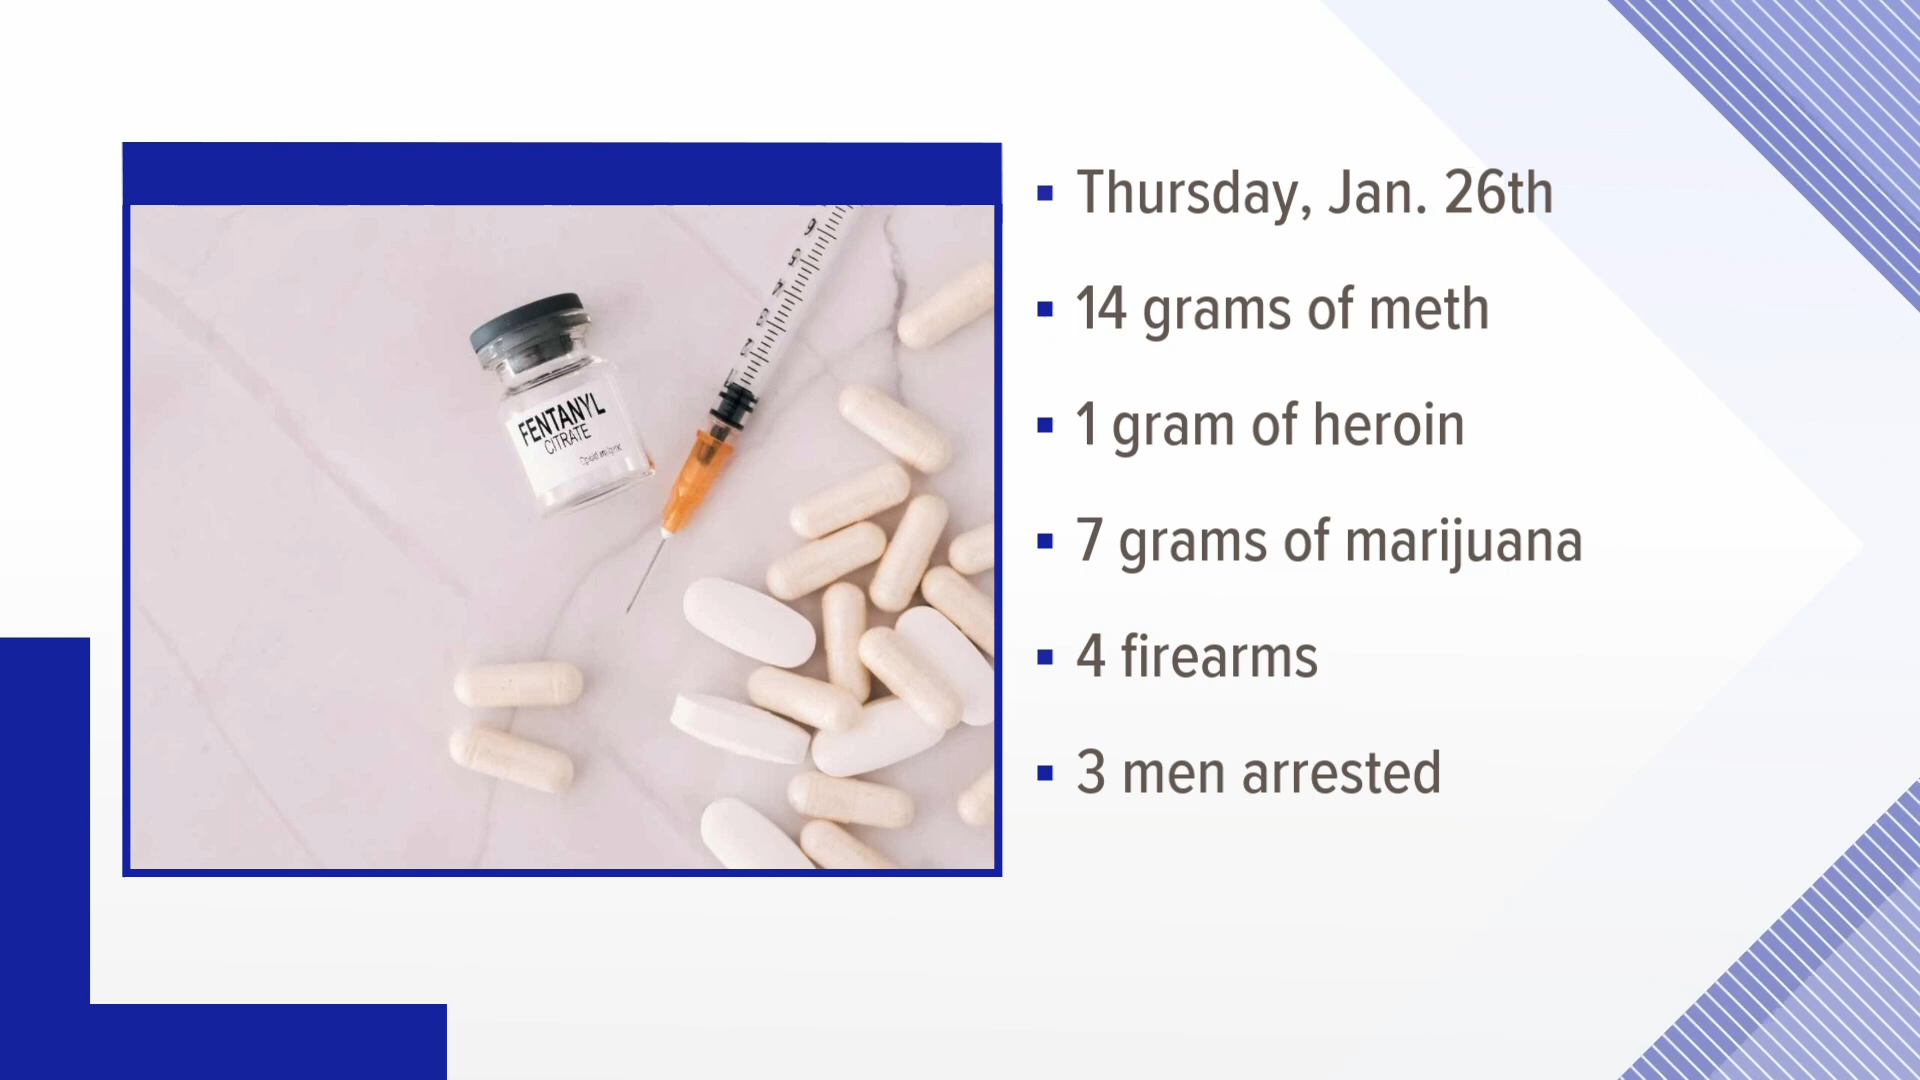 FENTANYL
CITRATE
Thursday, Jan. 26th
14 grams of meth
1 gram of heroin
7 grams of marijuana
4 firearms
3 men arrested